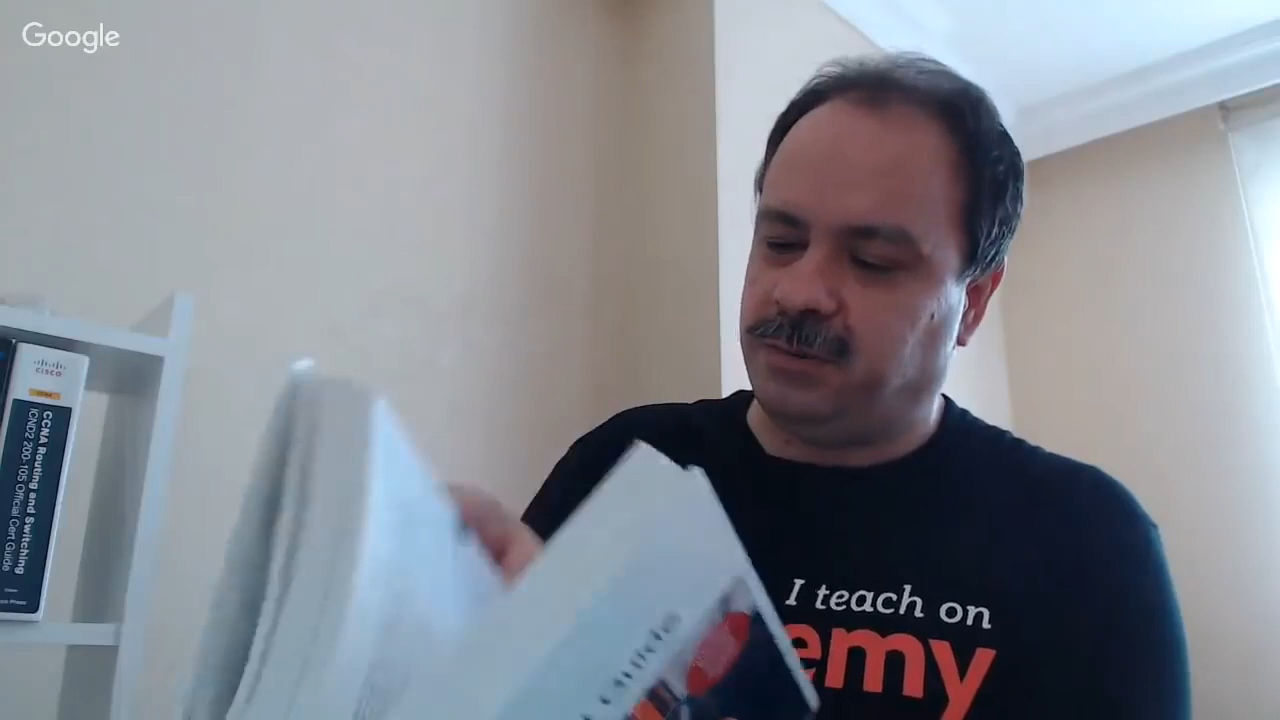 Google
cisco
CCNA Routing and Switching
ICND2 200-105 Official Cert Guide
I teach on
emy